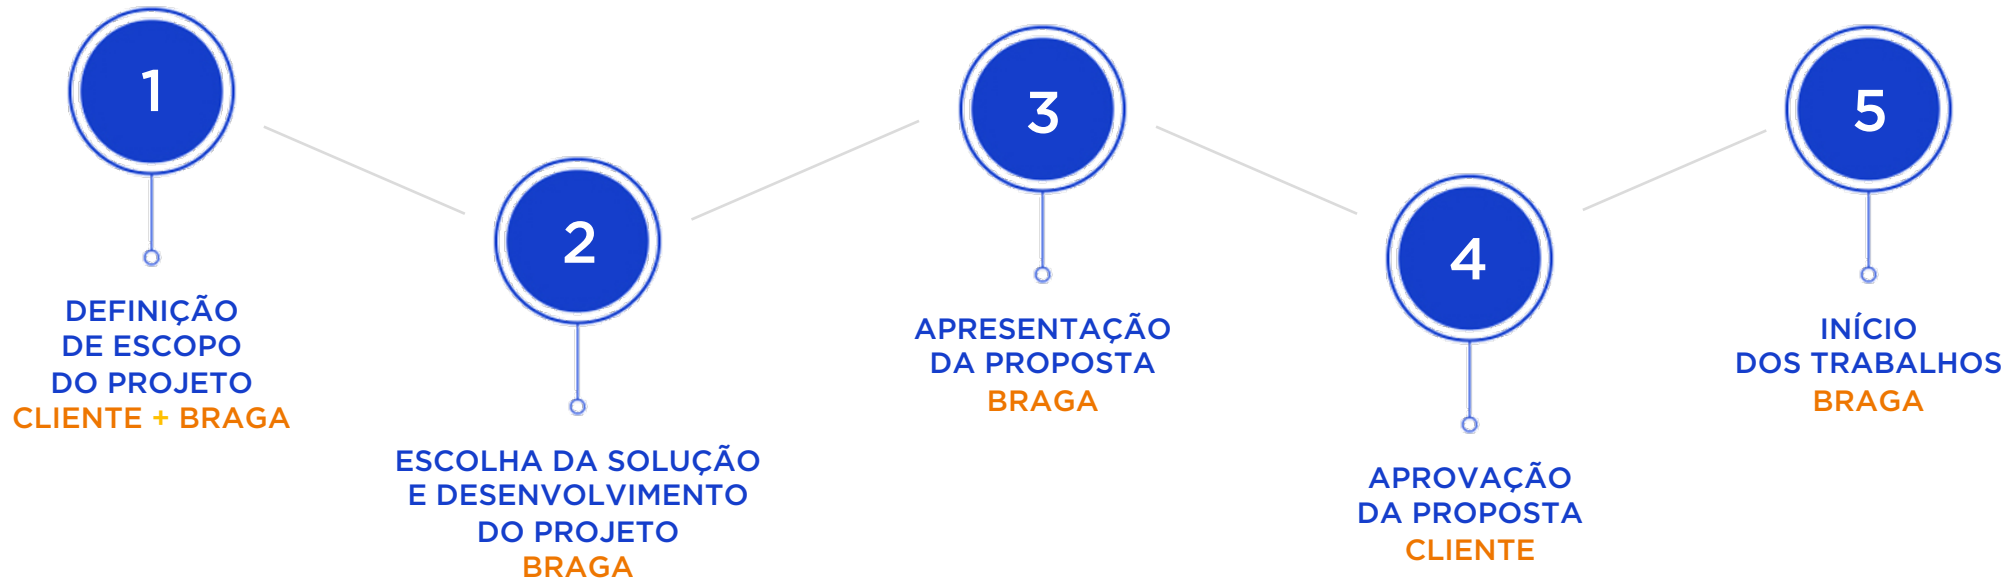 1
DEFINIÇÃO
DE ESCOPO
DO PROJETO
CLIENTE + BRAGA
2
ESCOLHA DA SOLUÇÃO
E DESENVOLVIMENTO
DO PROJETO
BRAGA
3
APRESENTAÇÃO
DA PROPOSTA
BRAGA
4
APROVAÇÃO
DA PROPOSTA
CLIENTE
5
INÍCIO
DOS TRABALHOS
BRAGA